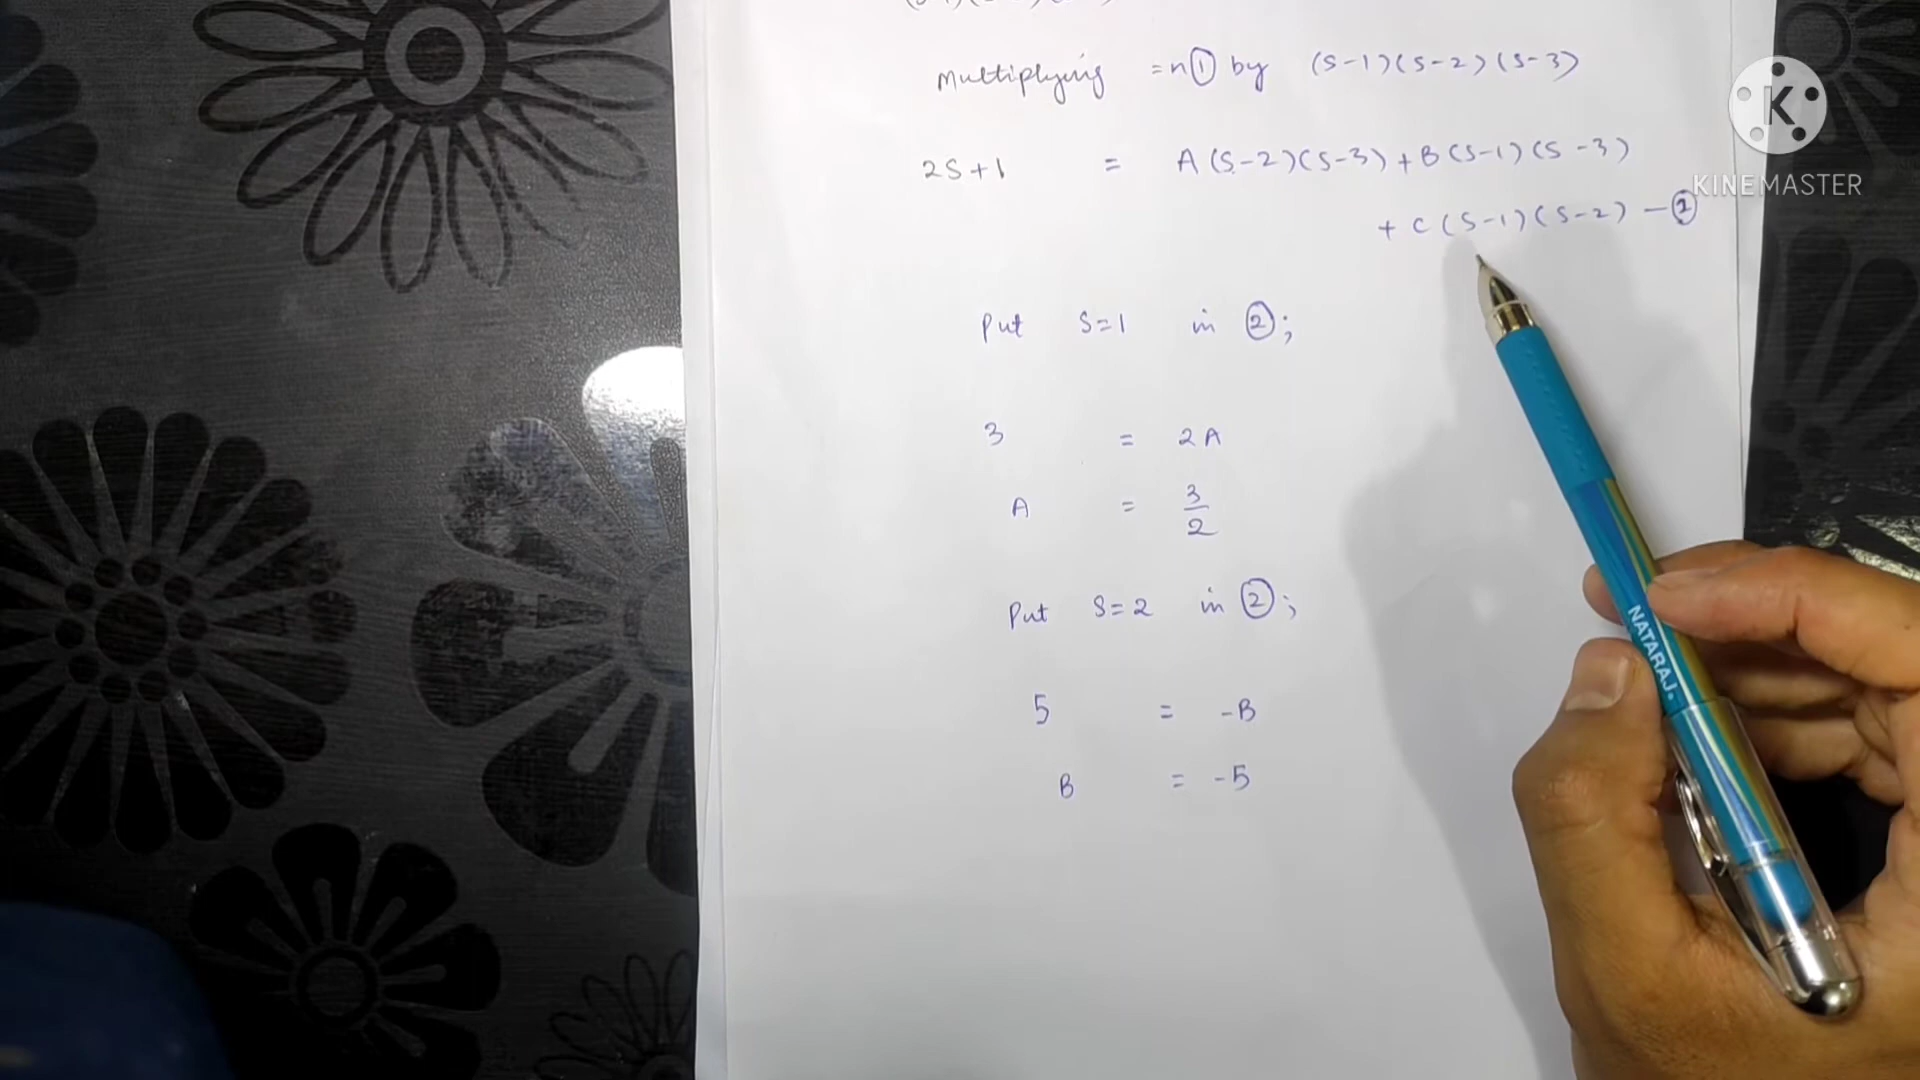 Multiplying =n ① by (S-1)(S-2)(S-3)
2S+1 = A(S-2)(S-3)+B(S-1)(S-3)
+ C(S-1)(S-2) — ②
KINEMASTER
Put S=1 in ②;
3 = 2A
A = 3/2
Put S=2 in ②;
5 = -B
B = -5
NATARAJ